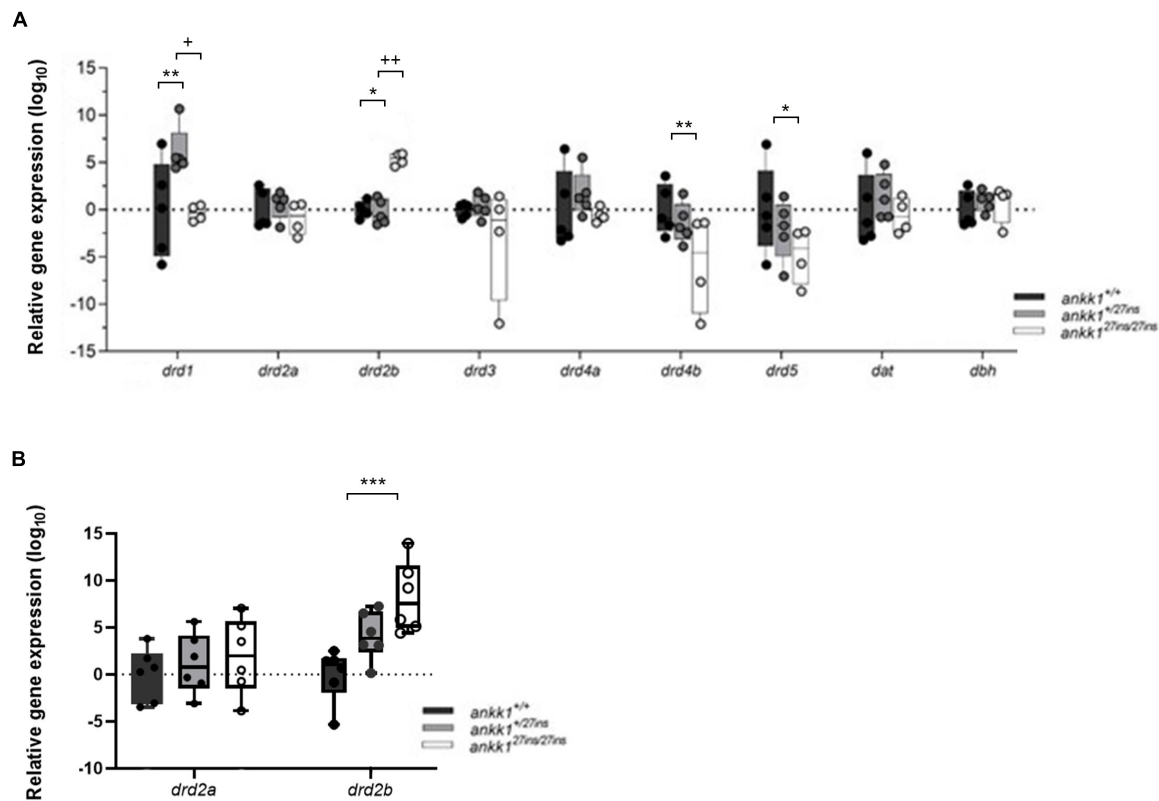 A
Relative gene expression (log10)
+
**
++
*
**
*
15
10
5
0
-5
-10
-15
drd1 drd2a drd2b drd3 drd4a drd4b drd5 dat dbh
ankk1+/+
ankk1+/27ins
ankk127ins/27ins
B
Relative gene expression (log10)
***
15
10
5
0
-5
-10
drd2a drd2b
ankk1+/+
ankk1+/27ins
ankk127ins/27ins